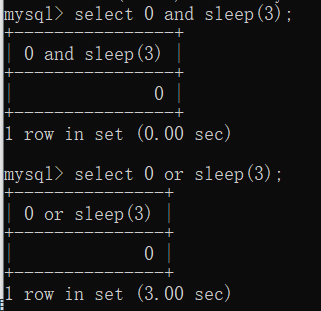 mysql> select 0 and sleep(3);
+----------------+
| 0 and sleep(3) |
+----------------+
|              0 |
+----------------+
1 row in set (0.00 sec)

mysql> select 0 or sleep(3);
+---------------+
| 0 or sleep(3) |
+---------------+
|             0 |
+---------------+
1 row in set (3.00 sec)